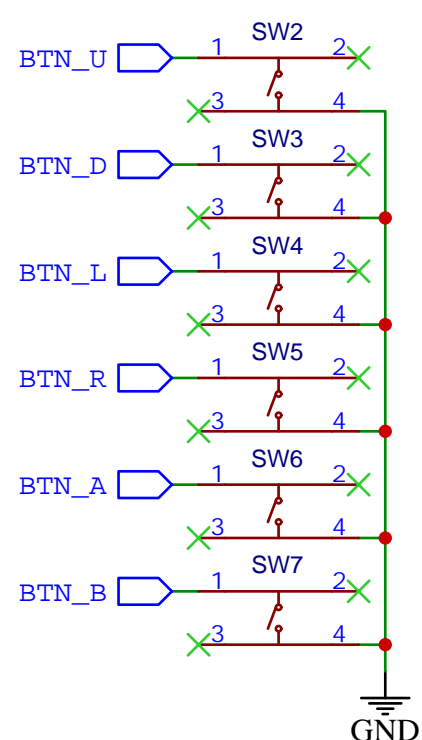 SW2
BTN_U 1 2
3 4
SW3
BTN_D 1 2
3 4
SW4
BTN_L 1 2
3 4
SW5
BTN_R 1 2
3 4
SW6
BTN_A 1 2
3 4
SW7
BTN_B 1 2
3 4
GND